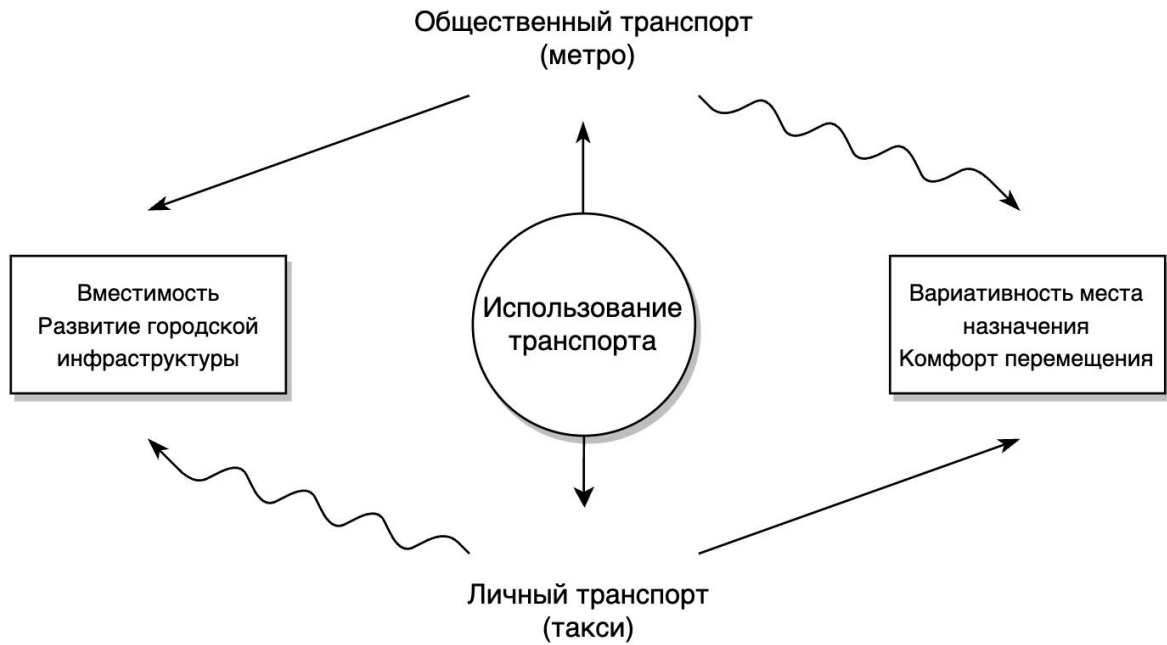 Общественный транспорт
(метро)
Вместимость
Развитие городской
инфраструктуры
Использование
транспорта
Вариативность места
назначения
Комфорт перемещения
Личный транспорт
(такси)